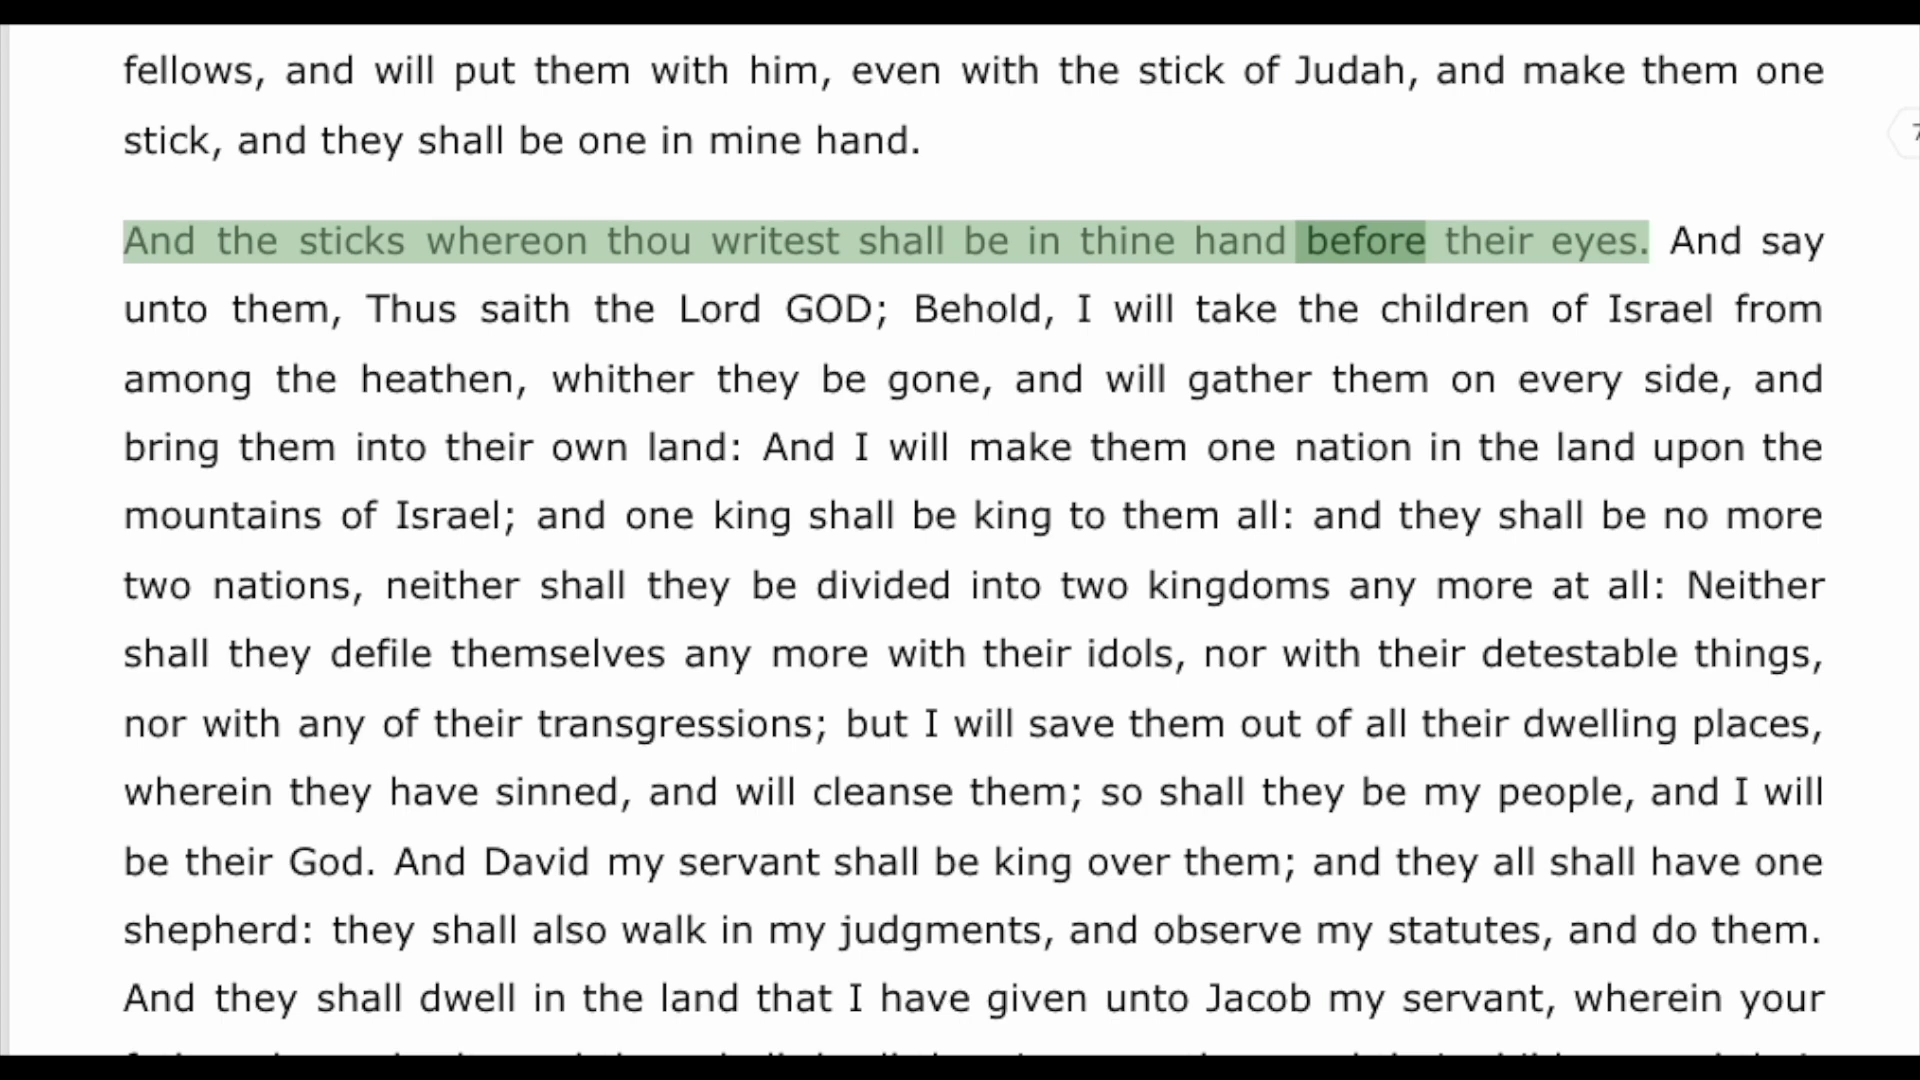 fellows, and will put them with him, even with the stick of Judah, and make them one
stick, and they shall be one in mine hand.
7
And the sticks whereon thou writest shall be in thine hand before their eyes. And say
unto them, Thus saith the Lord GOD; Behold, I will take the children of Israel from
among the heathen, whither they be gone, and will gather them on every side, and
bring them into their own land: And I will make them one nation in the land upon the
mountains of Israel; and one king shall be king to them all: and they shall be no more
two nations, neither shall they be divided into two kingdoms any more at all: Neither
shall they defile themselves any more with their idols, nor with their detestable things,
nor with any of their transgressions; but I will save them out of all their dwelling places,
wherein they have sinned, and will cleanse them; so shall they be my people, and I will
be their God. And David my servant shall be king over them; and they all shall have one
shepherd: they shall also walk in my judgments, and observe my statutes, and do them.
And they shall dwell in the land that I have given unto Jacob my servant, wherein your